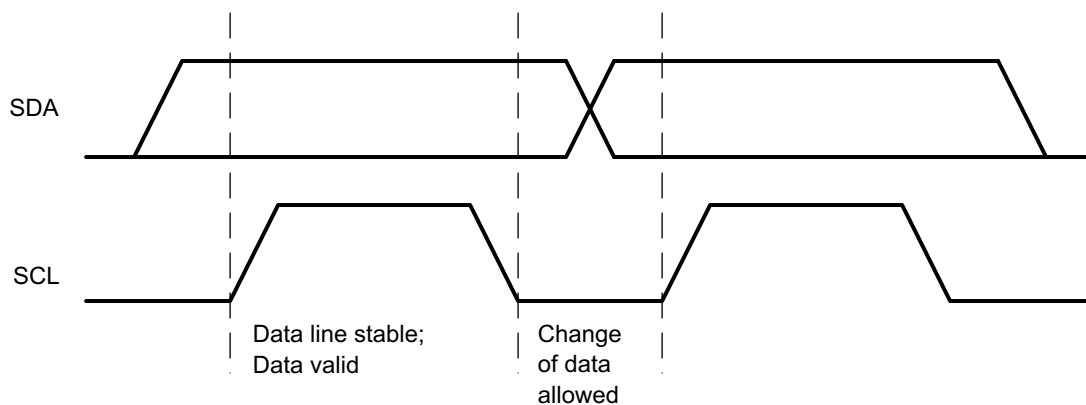 SDA
SCL
Data line stable;
Data valid
Change
of data
allowed